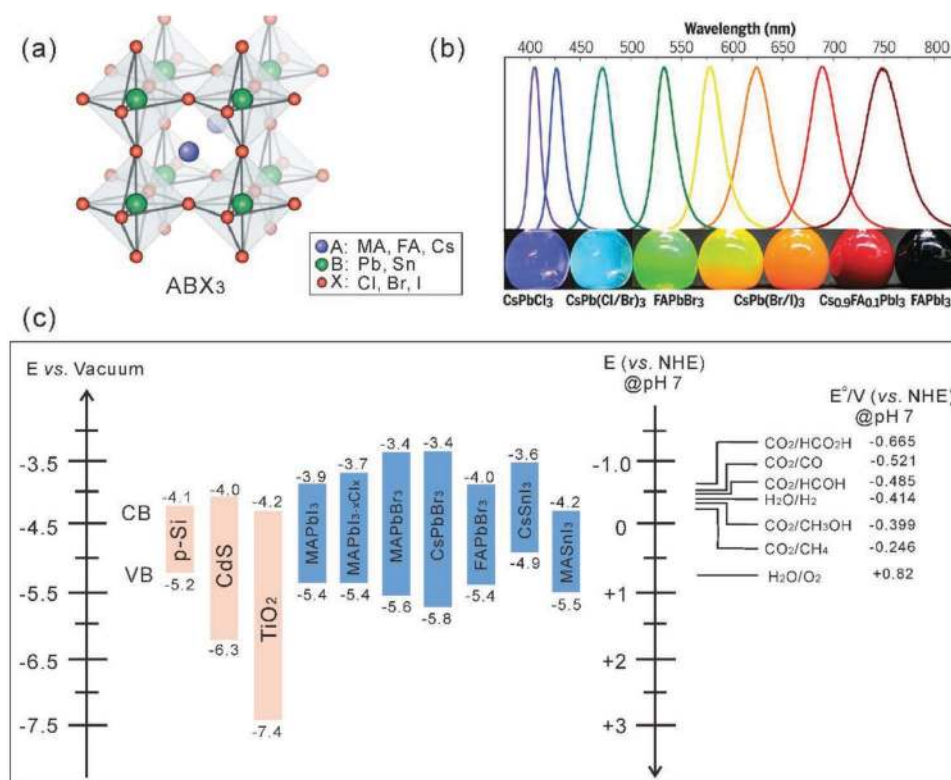 (a)
A: MA, FA, Cs
B: Pb, Sn
X: Cl, Br, I
ABX₃
(b)
Wavelength (nm)
400 450 500 550 600 650 700 750 800
CsPbCl₃ CsPb(Cl/Br)₃ FAPbBr₃ CsPb(Br/I)₃ Cs₀.₉FA₀.₁PbI₃ FAPbI₃
(c)
E vs. Vacuum
-3.5
-4.5
-5.5
-6.5
-7.5
CB
VB
-4.1
p-Si
-5.2
-4.0
CdS
-6.3
-4.2
TiO₂
-7.4
-3.9
MAPbI₃
-5.4
-3.7
MAPbI₃₋ₓClₓ
-5.4
-3.4
MAPbBr₃
-5.6
-3.4
CsPbBr₃
-5.8
-4.0
FAPbBr₃
-5.4
-3.6
CsSnI₃
-4.9
-4.2
MASnI₃
-5.5
E (vs. NHE)
@pH 7
-1.0
0
+1
+2
+3
E°/V (vs. NHE)
@pH 7
CO₂/HCO₂H -0.665
CO₂/CO -0.521
CO₂/HCOH -0.485
H₂O/H₂ -0.414
CO₂/CH₃OH -0.399
CO₂/CH₄ -0.246
H₂O/O₂ +0.82